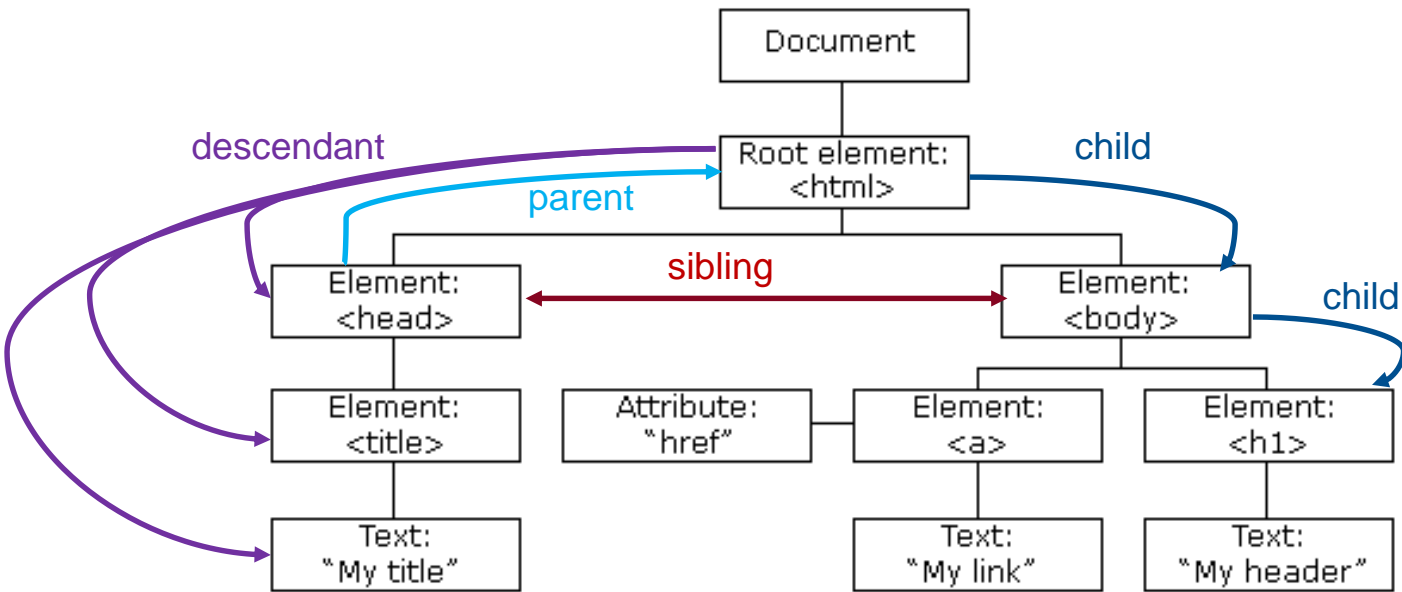 Document
descendant
Root element:
<html>
child
parent
Element:
<head>
sibling
Element:
<body>
child
Element:
<title>
Attribute:
“href”
Element:
<a>
Element:
<h1>
Text:
“My title”
Text:
“My link”
Text:
“My header”